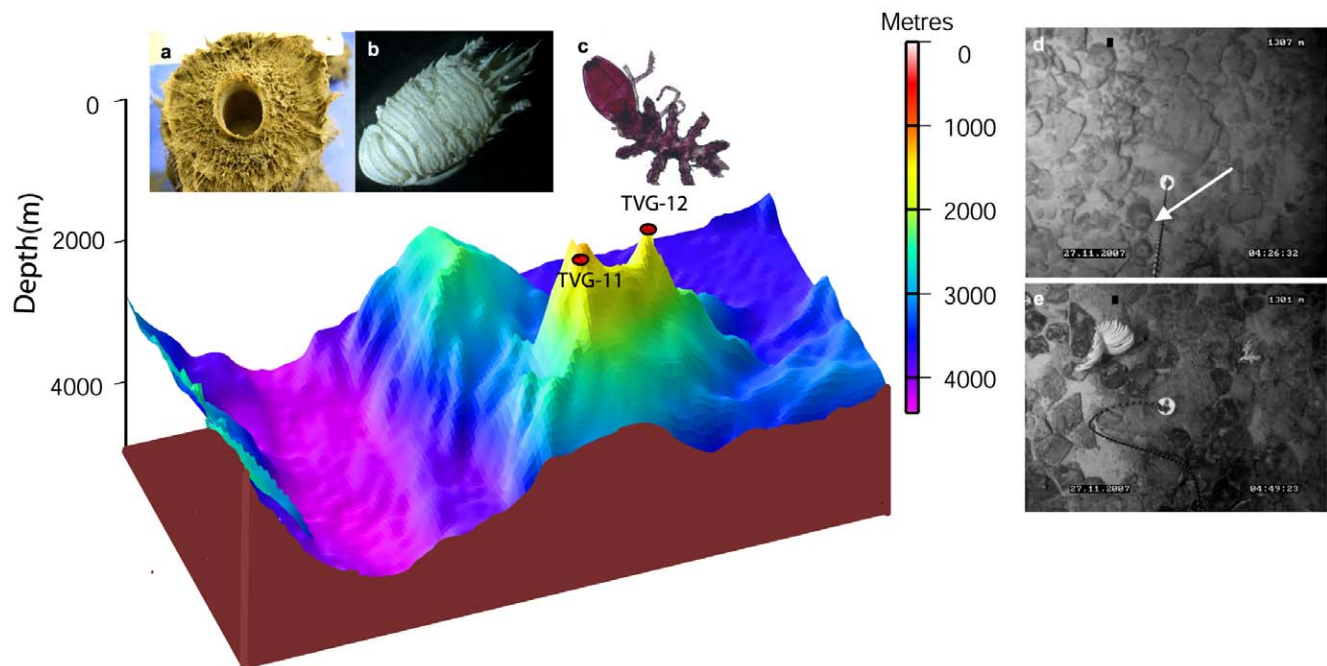 a
b
c
Metres
0
1000
2000
3000
4000
Depth(m)
0
2000
4000
TVG-12
TVG-11
d
1307 m
27.11.2007
04:26:32
e
1301 m
27.11.2007
04:49:23